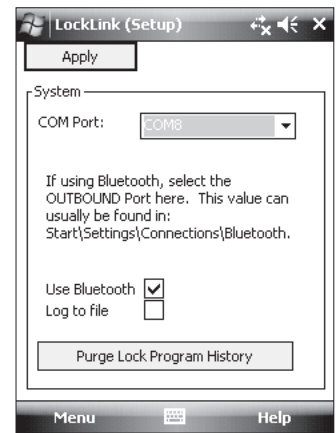 LockLink (Setup)
Apply
System
COM Port:
COM8
If using Bluetooth, select the
OUTBOUND Port here. This value can
usually be found in:
Start\Settings\Connections\Bluetooth.
Use Bluetooth
Log to file
Purge Lock Program History
Menu
Help